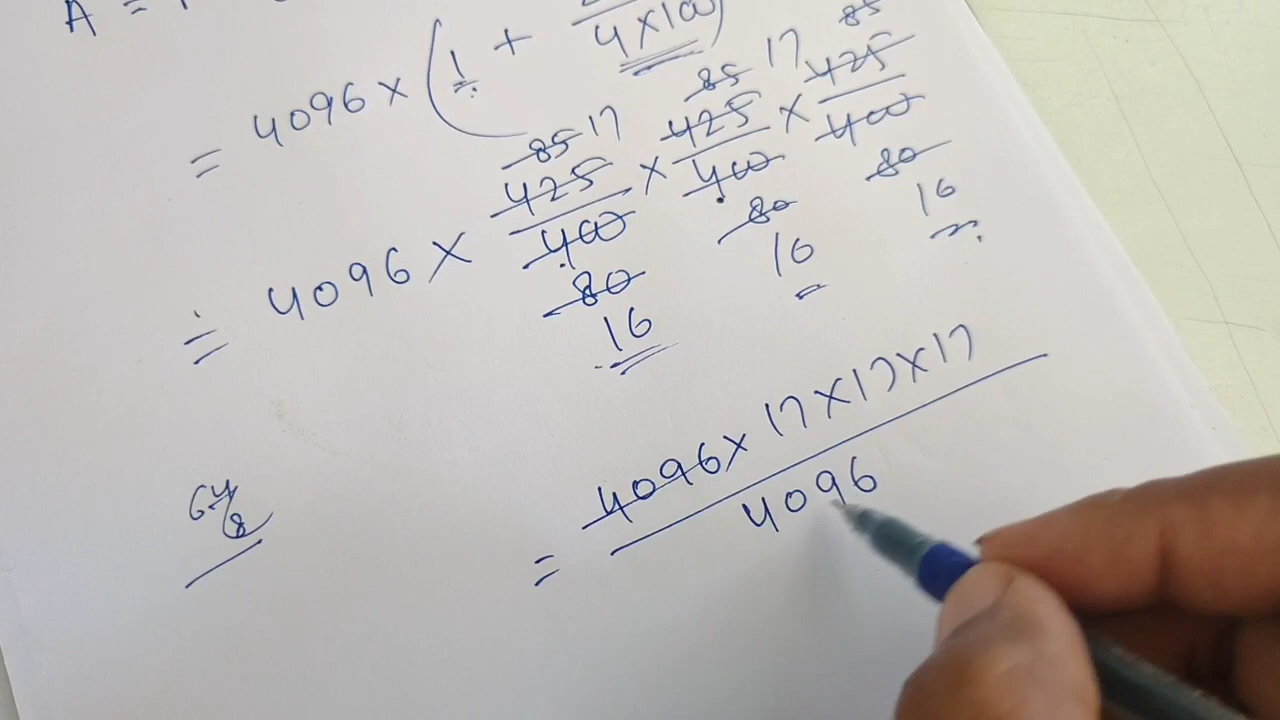 A =
= 4096 × ( 1 + / 4×100 )
85 17 85 17 85
= 4096 × 425/400 × 425/400 × 425/400
80 80 80
16 16 16
64/8
= 4096 × 17 × 17 × 17 / 4096